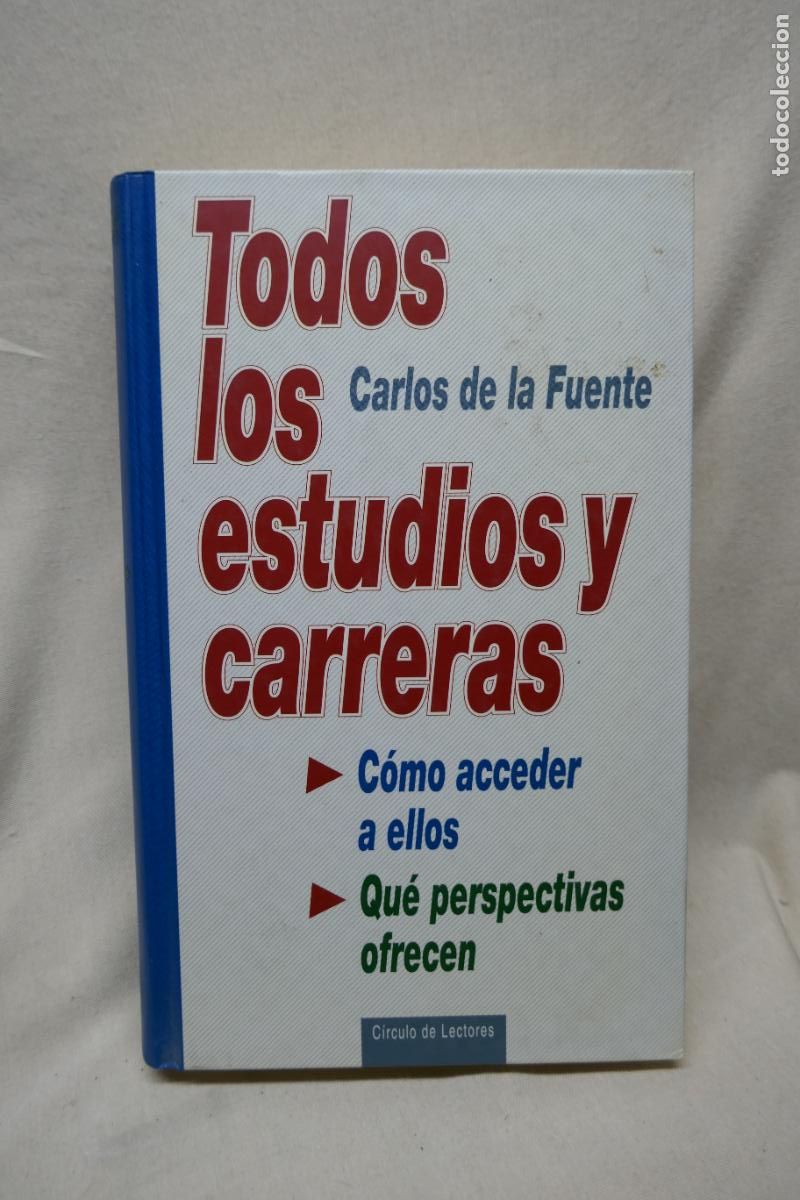 todocoleccion
Todos
los
Carlos de la Fuente
estudios y
carreras
Cómo acceder
a ellos
Qué perspectivas
ofrecen
Círculo de Lectores